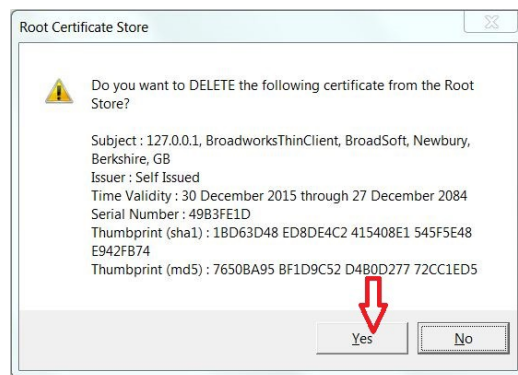 Root Certificate Store
Do you want to DELETE the following certificate from the Root
Store?
Subject : 127.0.0.1, BroadworksThinClient, BroadSoft, Newbury,
Berkshire, GB
Issuer : Self Issued
Time Validity : 30 December 2015 through 27 December 2084
Serial Number : 49B3FE1D
Thumbprint (sha1) : 1BD63D48 ED8DE4C2 415408E1 545F5E48
E942FB74
Thumbprint (md5) : 7650BA95 BF1D9C52 D4B0D277 72CC1ED5
Yes
No